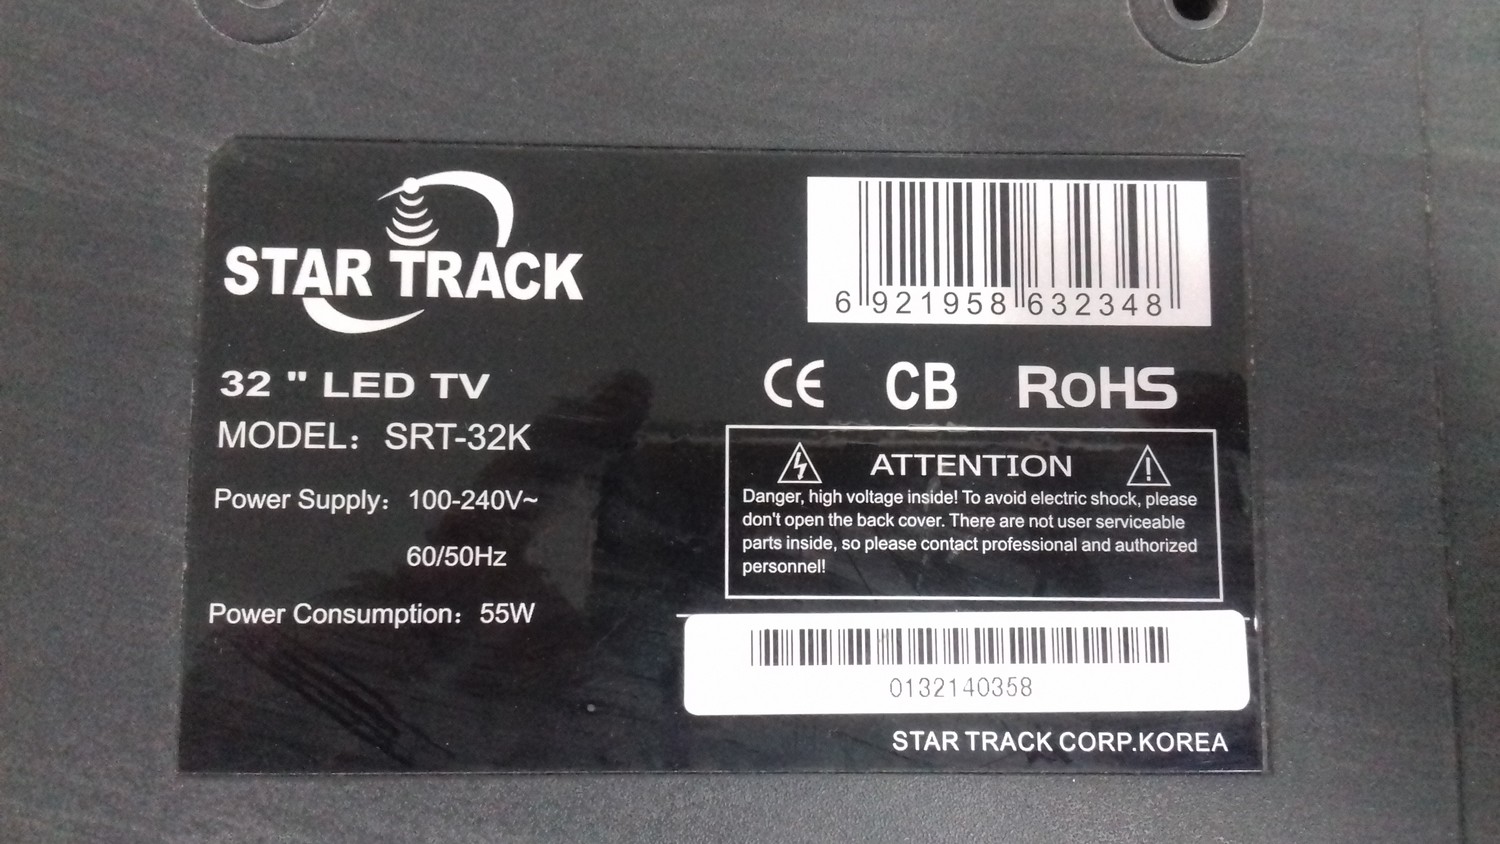 STAR TRACK
32 " LED TV
MODEL: SRT-32K
Power Supply: 100-240V~
60/50Hz
Power Consumption: 55W
6 921958 632348
CE CB RoHS
ATTENTION
Danger, high voltage inside! To avoid electric shock, please
don't open the back cover. There are not user serviceable
parts inside, so please contact professional and authorized
personnel!
0132140358
STAR TRACK CORP.KOREA